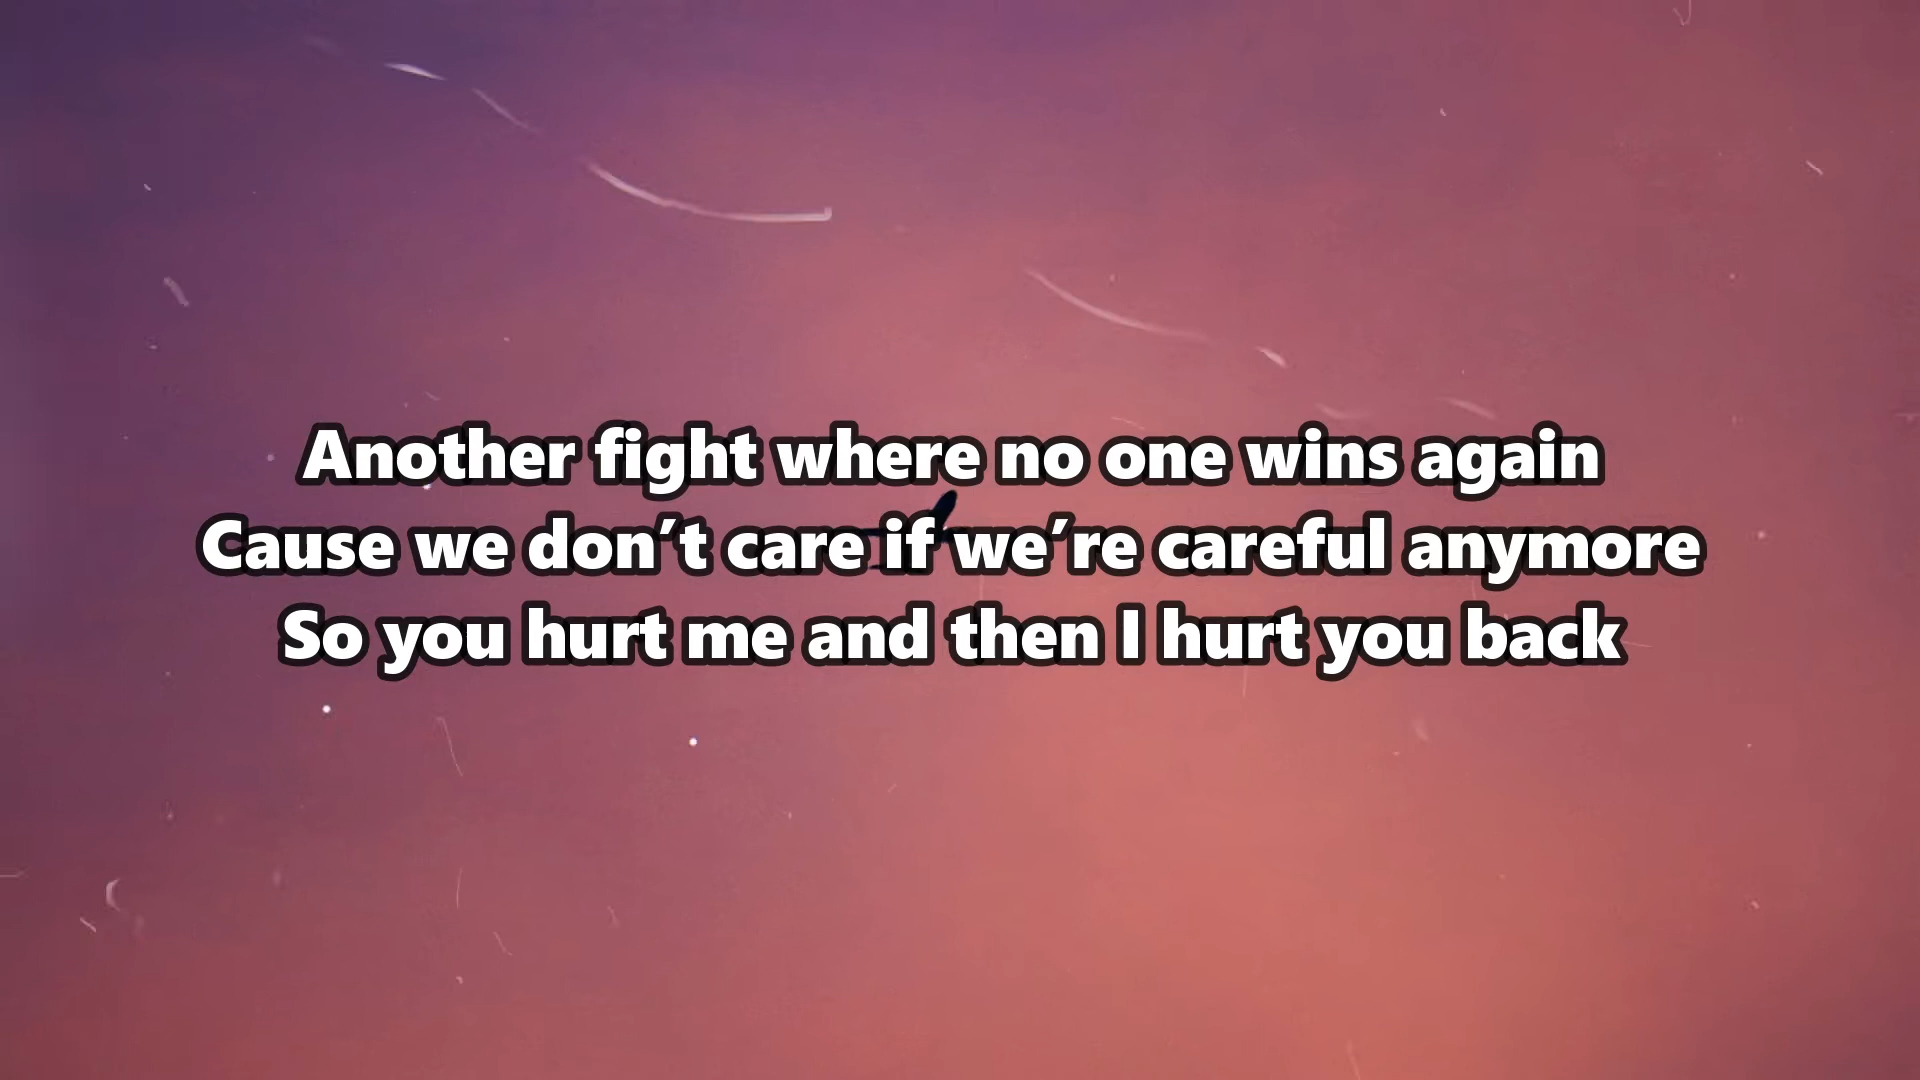 Another fight where no one wins again
Cause we don’t care if we’re careful anymore
So you hurt me and then I hurt you back